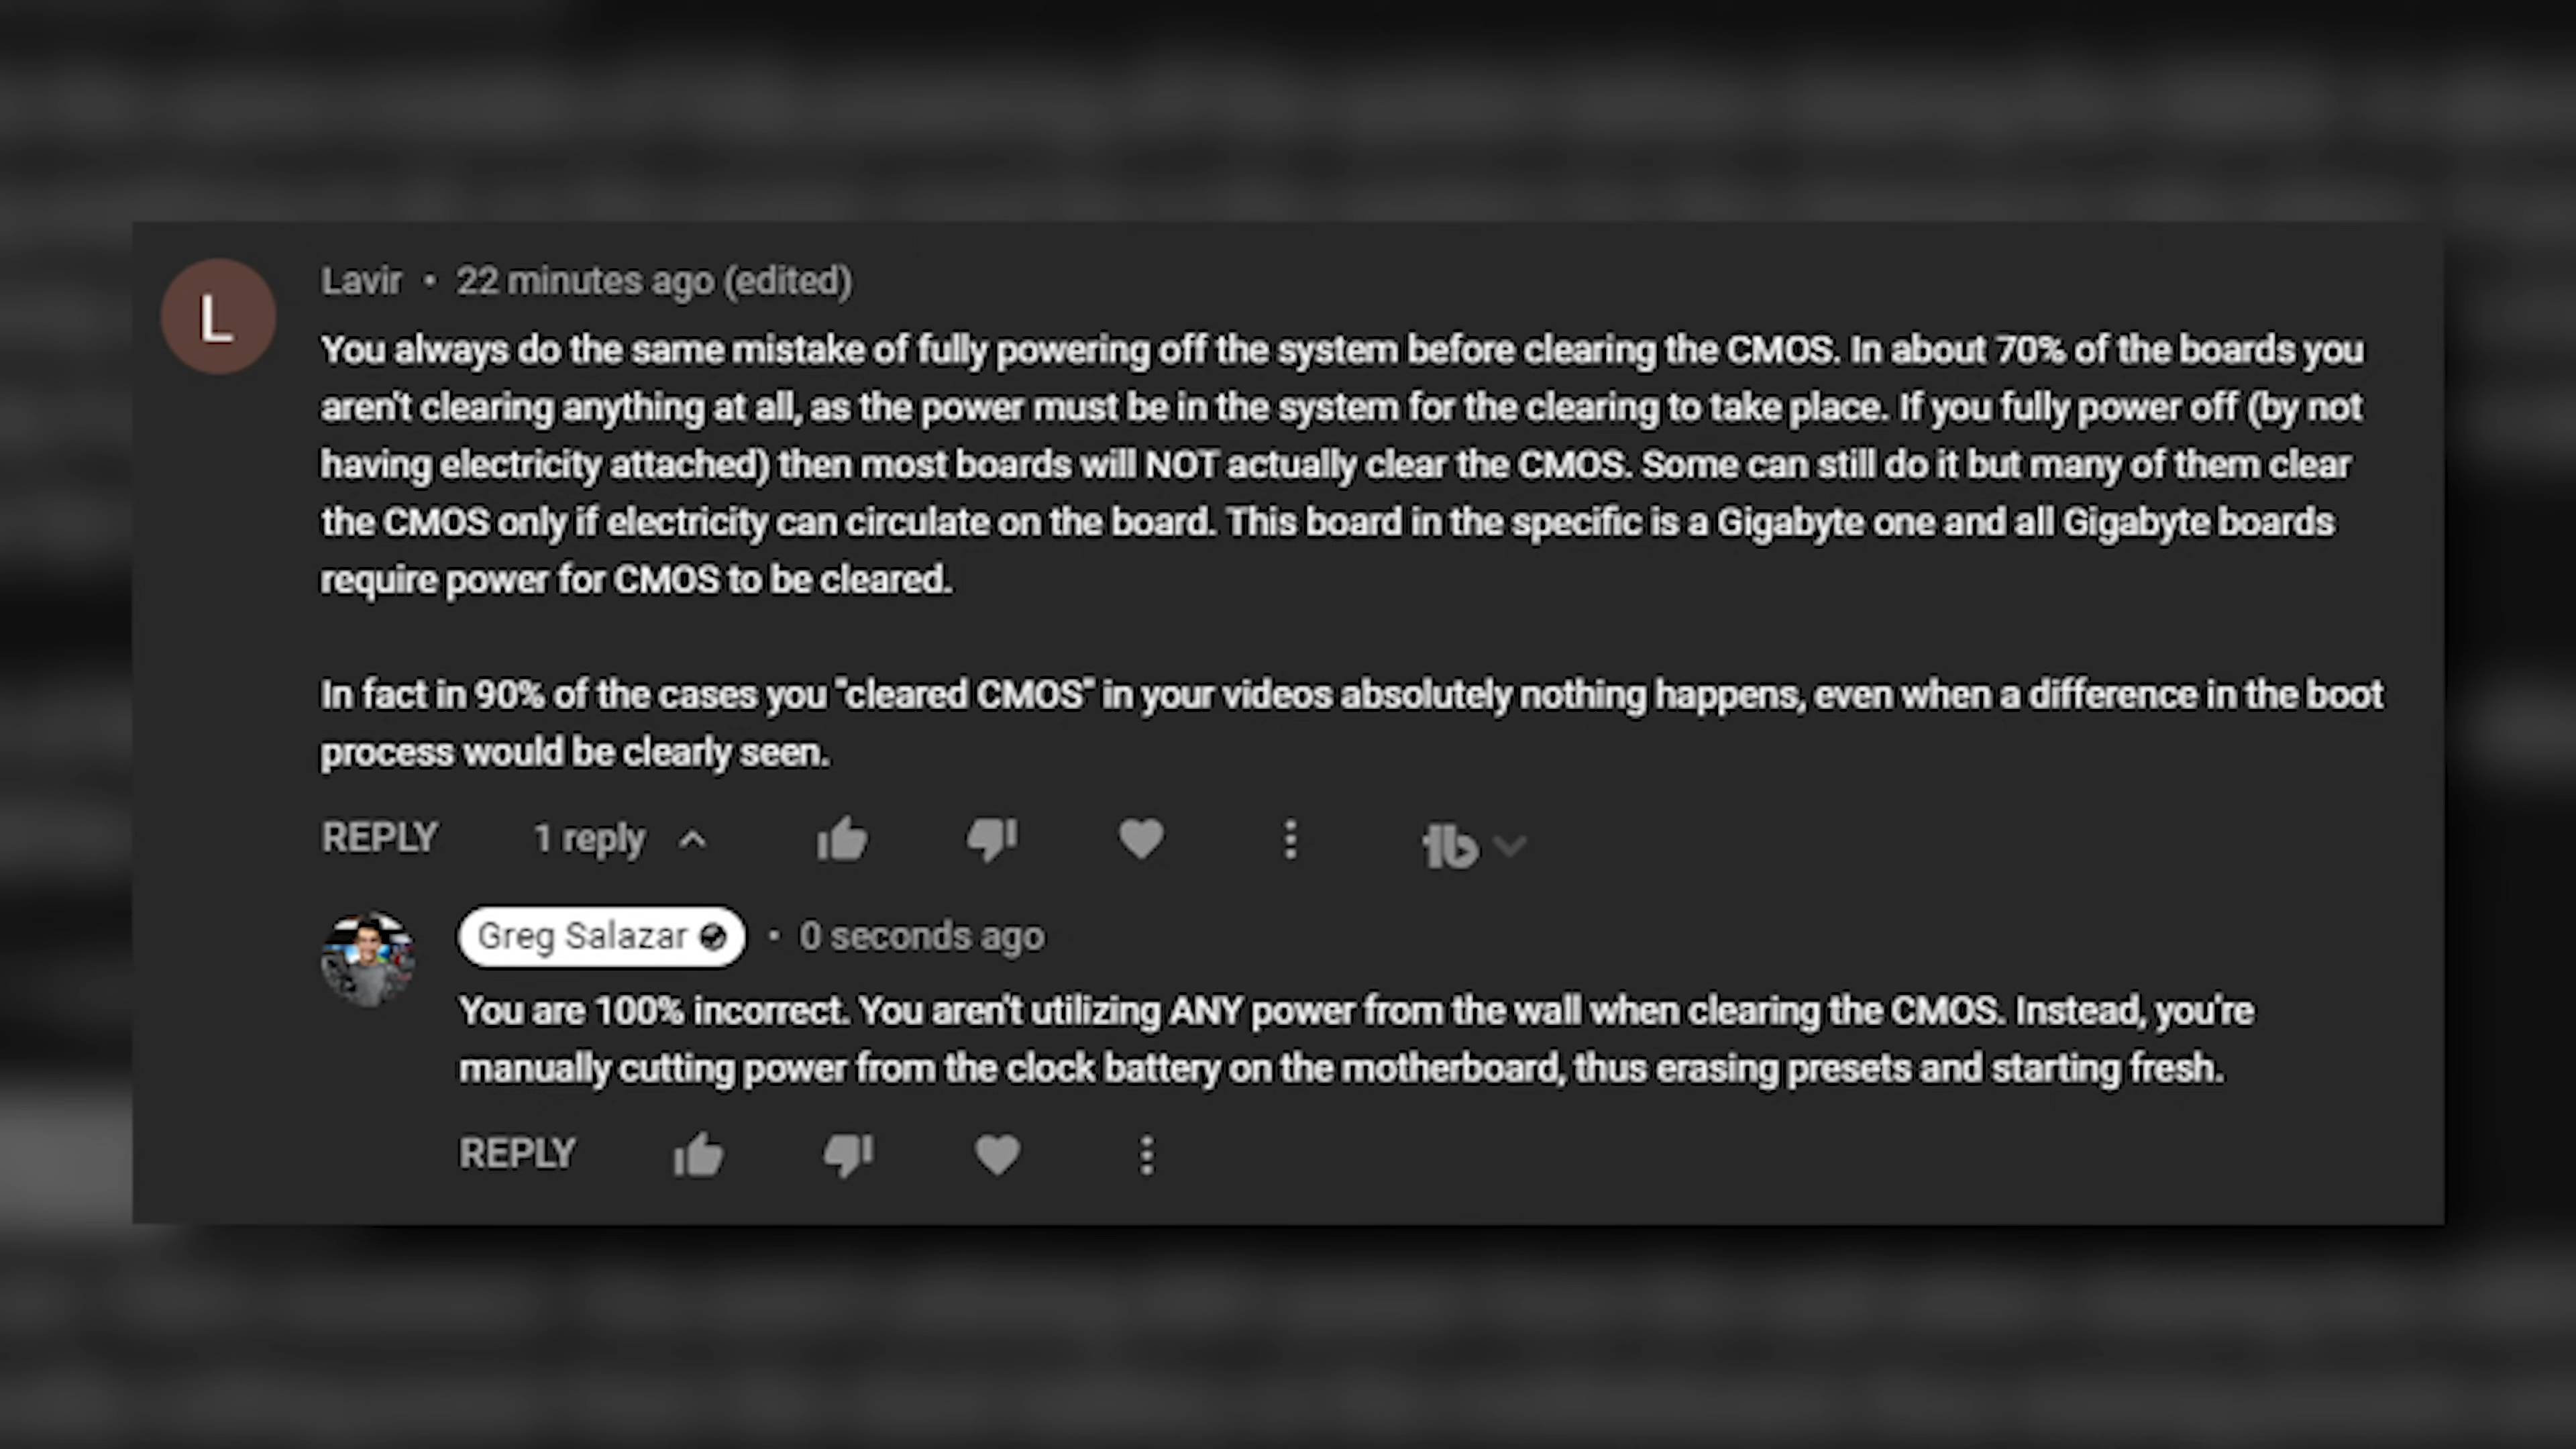 L
Lavir • 22 minutes ago (edited)
You always do the same mistake of fully powering off the system before clearing the CMOS. In about 70% of the boards you
aren't clearing anything at all, as the power must be in the system for the clearing to take place. If you fully power off (by not
having electricity attached) then most boards will NOT actually clear the CMOS. Some can still do it but many of them clear
the CMOS only if electricity can circulate on the board. This board in the specific is a Gigabyte one and all Gigabyte boards
require power for CMOS to be cleared.
In fact in 90% of the cases you "cleared CMOS" in your videos absolutely nothing happens, even when a difference in the boot
process would be clearly seen.
REPLY 1 reply tb
Greg Salazar • 0 seconds ago
You are 100% incorrect. You aren't utilizing ANY power from the wall when clearing the CMOS. Instead, you're
manually cutting power from the clock battery on the motherboard, thus erasing presets and starting fresh.
REPLY